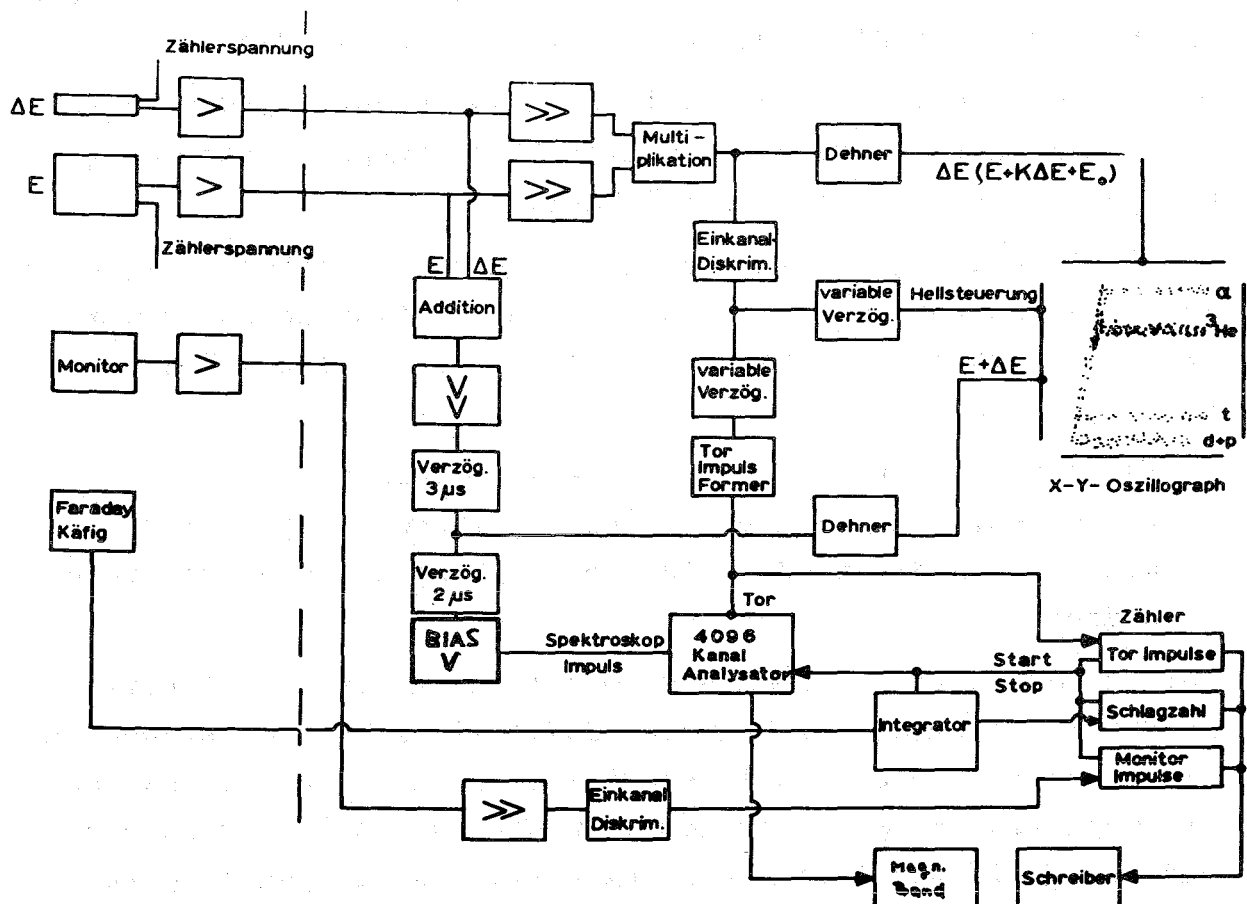 Zählerspannung
ΔE
>
>>
Multi -
plikation
Dehner
ΔE (E+KΔE+E₀)
E
>
>>
Zählerspannung
Einkanal-
Diskrim.
E ΔE
Addition
variable
Verzög.
Hellsteuerung
α
³He
t
d+p
X-Y-Oszillograph
Monitor
>
V
V
variable
Verzög.
E+ΔE
Verzög.
3 µs
Tor
Impuls
Former
Faraday
Käfig
Dehner
Verzög.
2 µs
BIAS
V
Spektroskop
Impuls
Tor
4096
Kanal
Analysator
Start
Stop
Zähler
Tor Impulse
Schlagzahl
Monitor
Impulse
Integrator
>>
Einkanal
Diskrim.
Magn.
Band
Schreiber